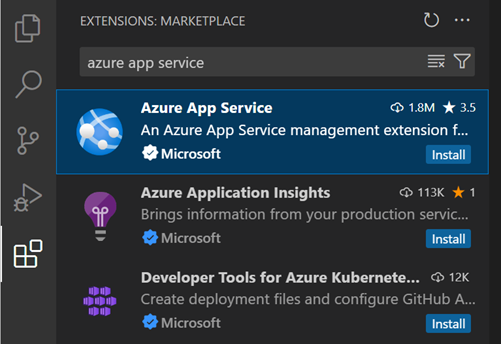 EXTENSIONS: MARKETPLACE
azure app service
Azure App Service 1.8M 3.5
An Azure App Service management extension f...
Microsoft Install
Azure Application Insights 113K 1
Brings information from your production servic...
Microsoft Install
Developer Tools for Azure Kubernete... 12K
Create deployment files and configure GitHub A...
Microsoft Install